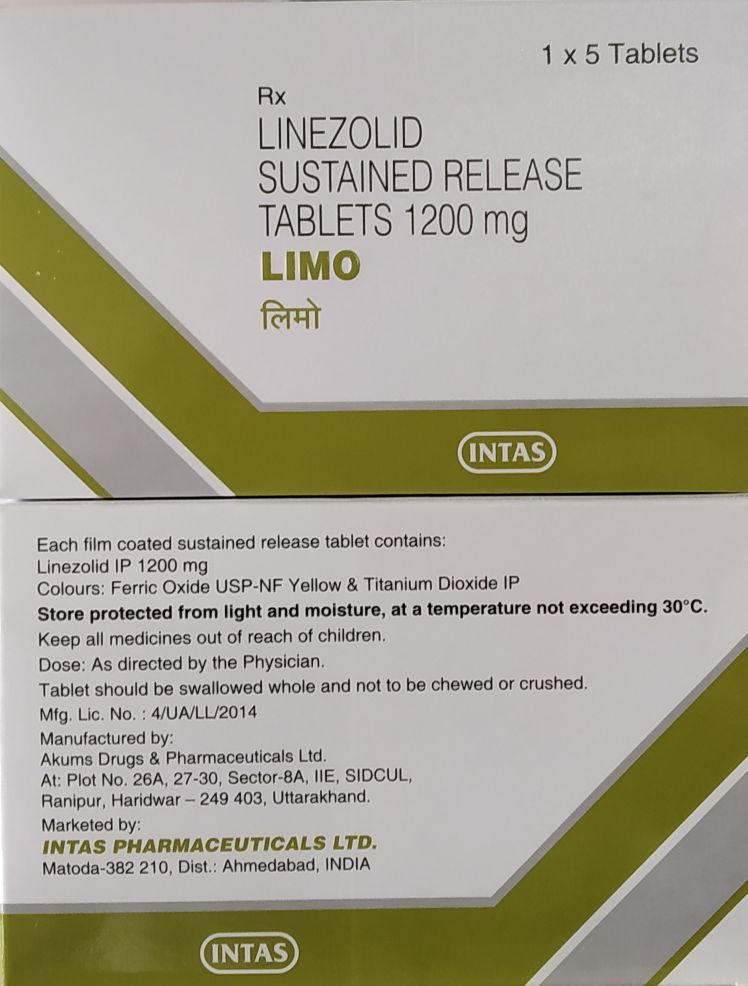 1 x 5 Tablets
Rx
LINEZOLID
SUSTAINED RELEASE
TABLETS 1200 mg
LIMO
लिमो
INTAS
Each film coated sustained release tablet contains:
Linezolid IP 1200 mg
Colours: Ferric Oxide USP-NF Yellow & Titanium Dioxide IP
Store protected from light and moisture, at a temperature not exceeding 30°C.
Keep all medicines out of reach of children.
Dose: As directed by the Physician.
Tablet should be swallowed whole and not to be chewed or crushed.
Mfg. Lic. No. : 4/UA/LL/2014
Manufactured by:
Akums Drugs & Pharmaceuticals Ltd.
At: Plot No. 26A, 27-30, Sector-8A, IIE, SIDCUL,
Ranipur, Haridwar – 249 403, Uttarakhand.
Marketed by:
INTAS PHARMACEUTICALS LTD.
Matoda-382 210, Dist.: Ahmedabad, INDIA
INTAS